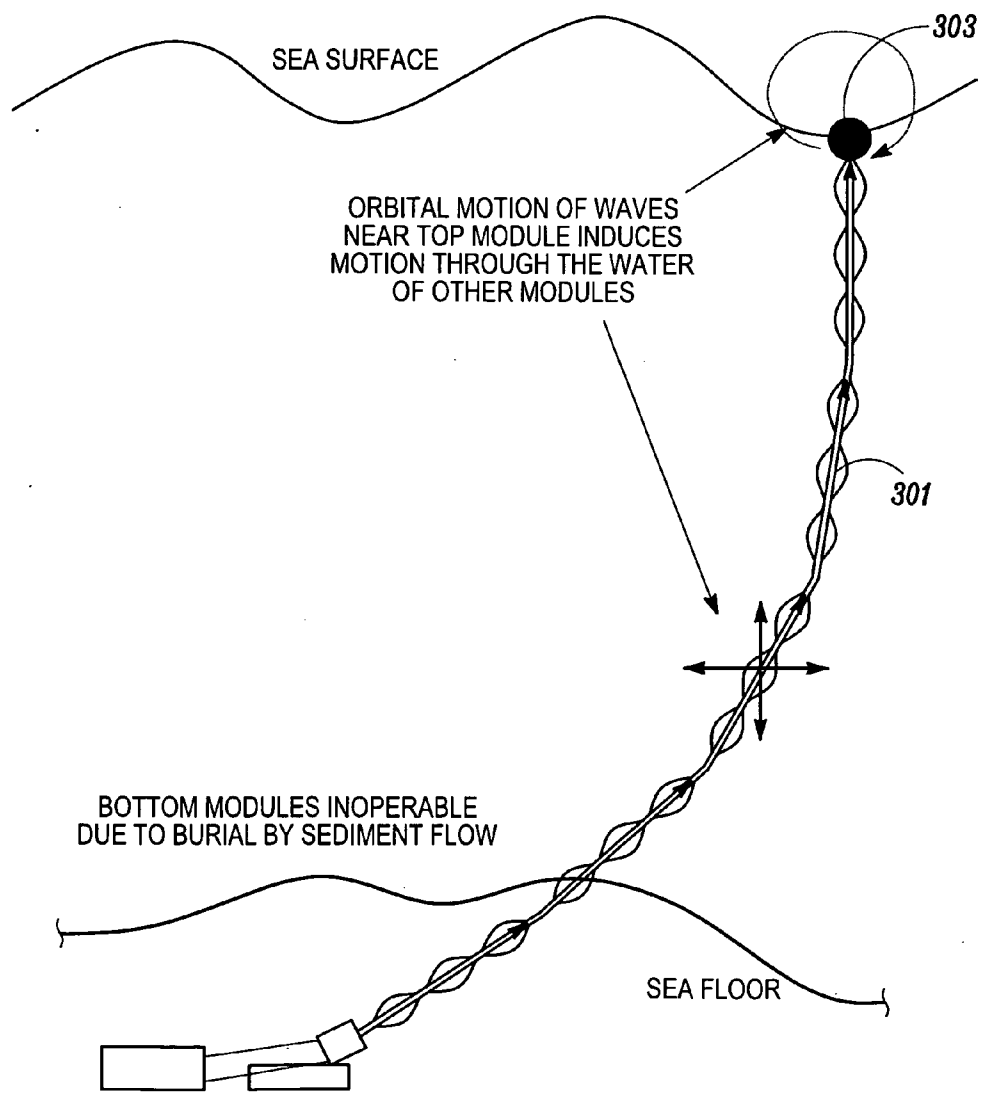 303
SEA SURFACE
ORBITAL MOTION OF WAVES
NEAR TOP MODULE INDUCES
MOTION THROUGH THE WATER
OF OTHER MODULES
301
BOTTOM MODULES INOPERABLE
DUE TO BURIAL BY SEDIMENT FLOW
SEA FLOOR